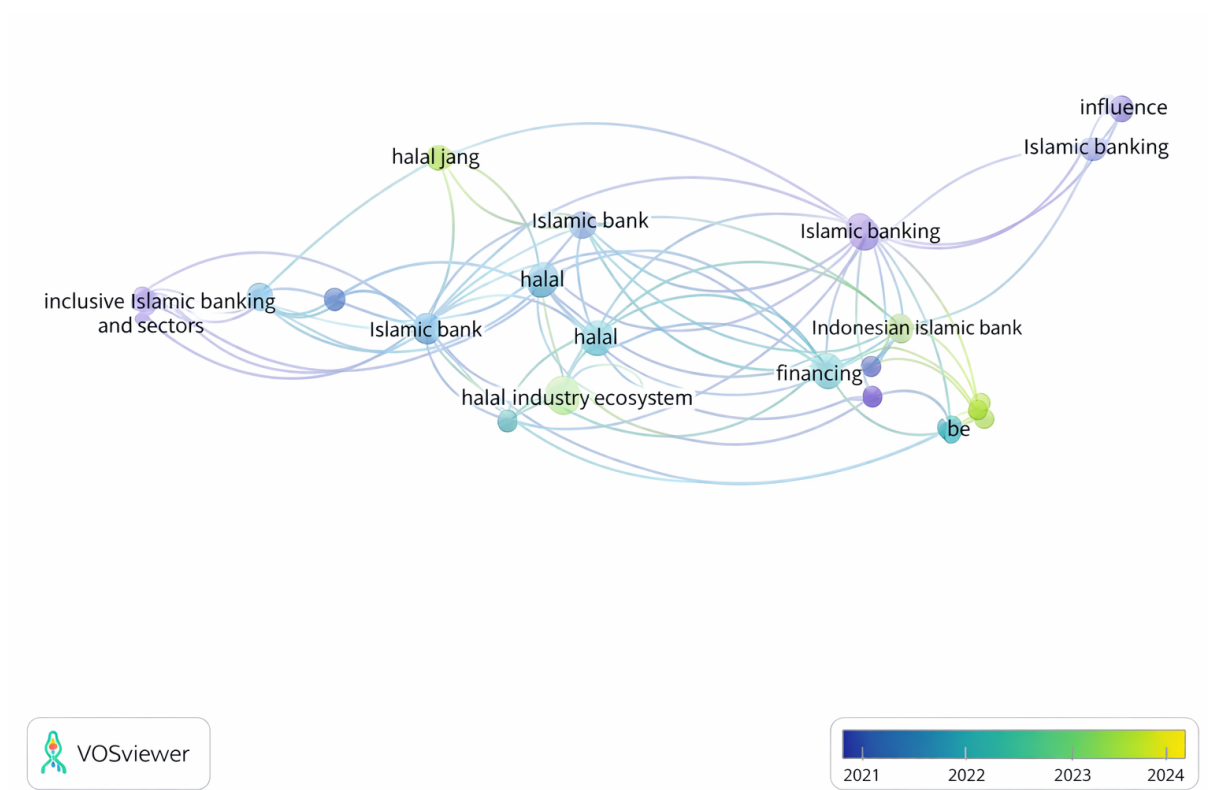 influence
Islamic banking
halal jang
Islamic bank
Islamic banking
halal
inclusive Islamic banking
and sectors
Islamic bank
halal
Indonesian islamic bank
financing
halal industry ecosystem
be
VOSviewer
2021 2022 2023 2024